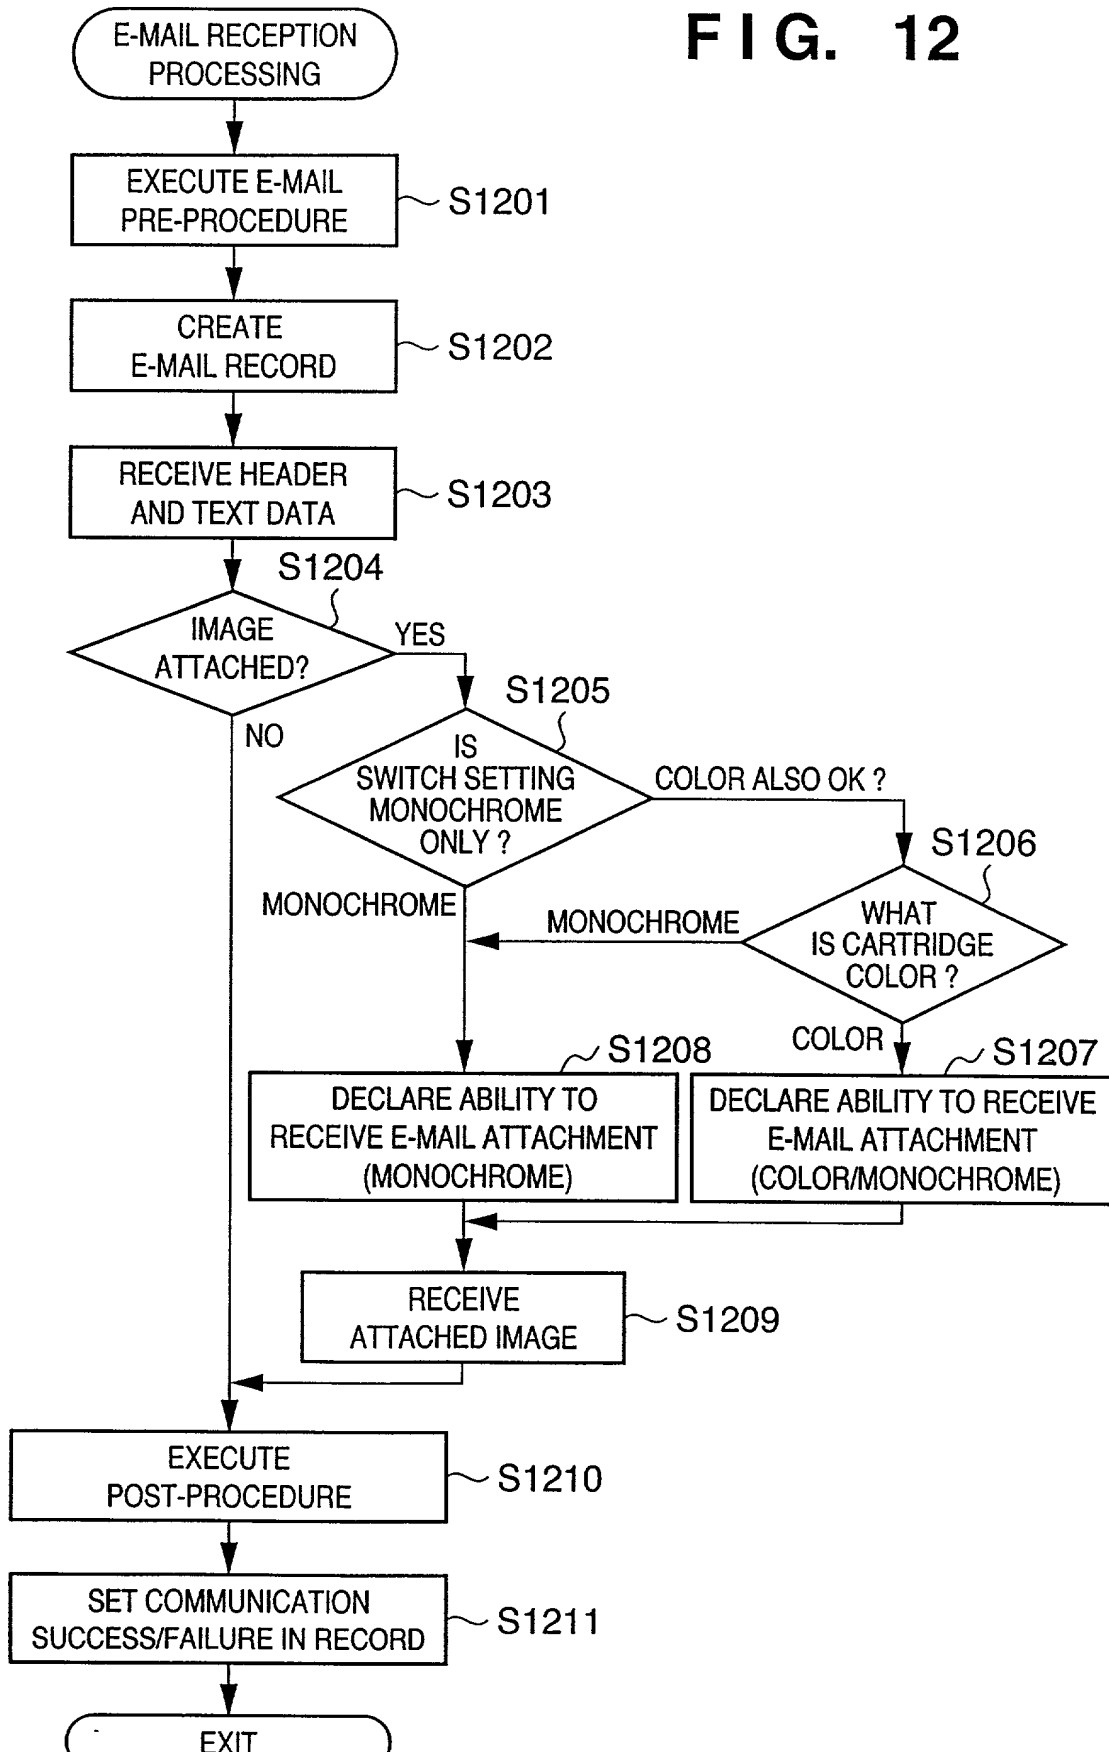 FIG. 12
E-MAIL RECEPTION
PROCESSING
EXECUTE E-MAIL
PRE-PROCEDURE
S1201
CREATE
E-MAIL RECORD
S1202
RECEIVE HEADER
AND TEXT DATA
S1203
S1204
IMAGE
ATTACHED?
YES
NO
S1205
IS
SWITCH SETTING
MONOCHROME
ONLY ?
COLOR ALSO OK ?
MONOCHROME
S1206
WHAT
IS CARTRIDGE
COLOR ?
MONOCHROME
COLOR
S1208
DECLARE ABILITY TO
RECEIVE E-MAIL ATTACHMENT
(MONOCHROME)
S1207
DECLARE ABILITY TO RECEIVE
E-MAIL ATTACHMENT
(COLOR/MONOCHROME)
RECEIVE
ATTACHED IMAGE
S1209
EXECUTE
POST-PROCEDURE
S1210
SET COMMUNICATION
SUCCESS/FAILURE IN RECORD
S1211
EXIT